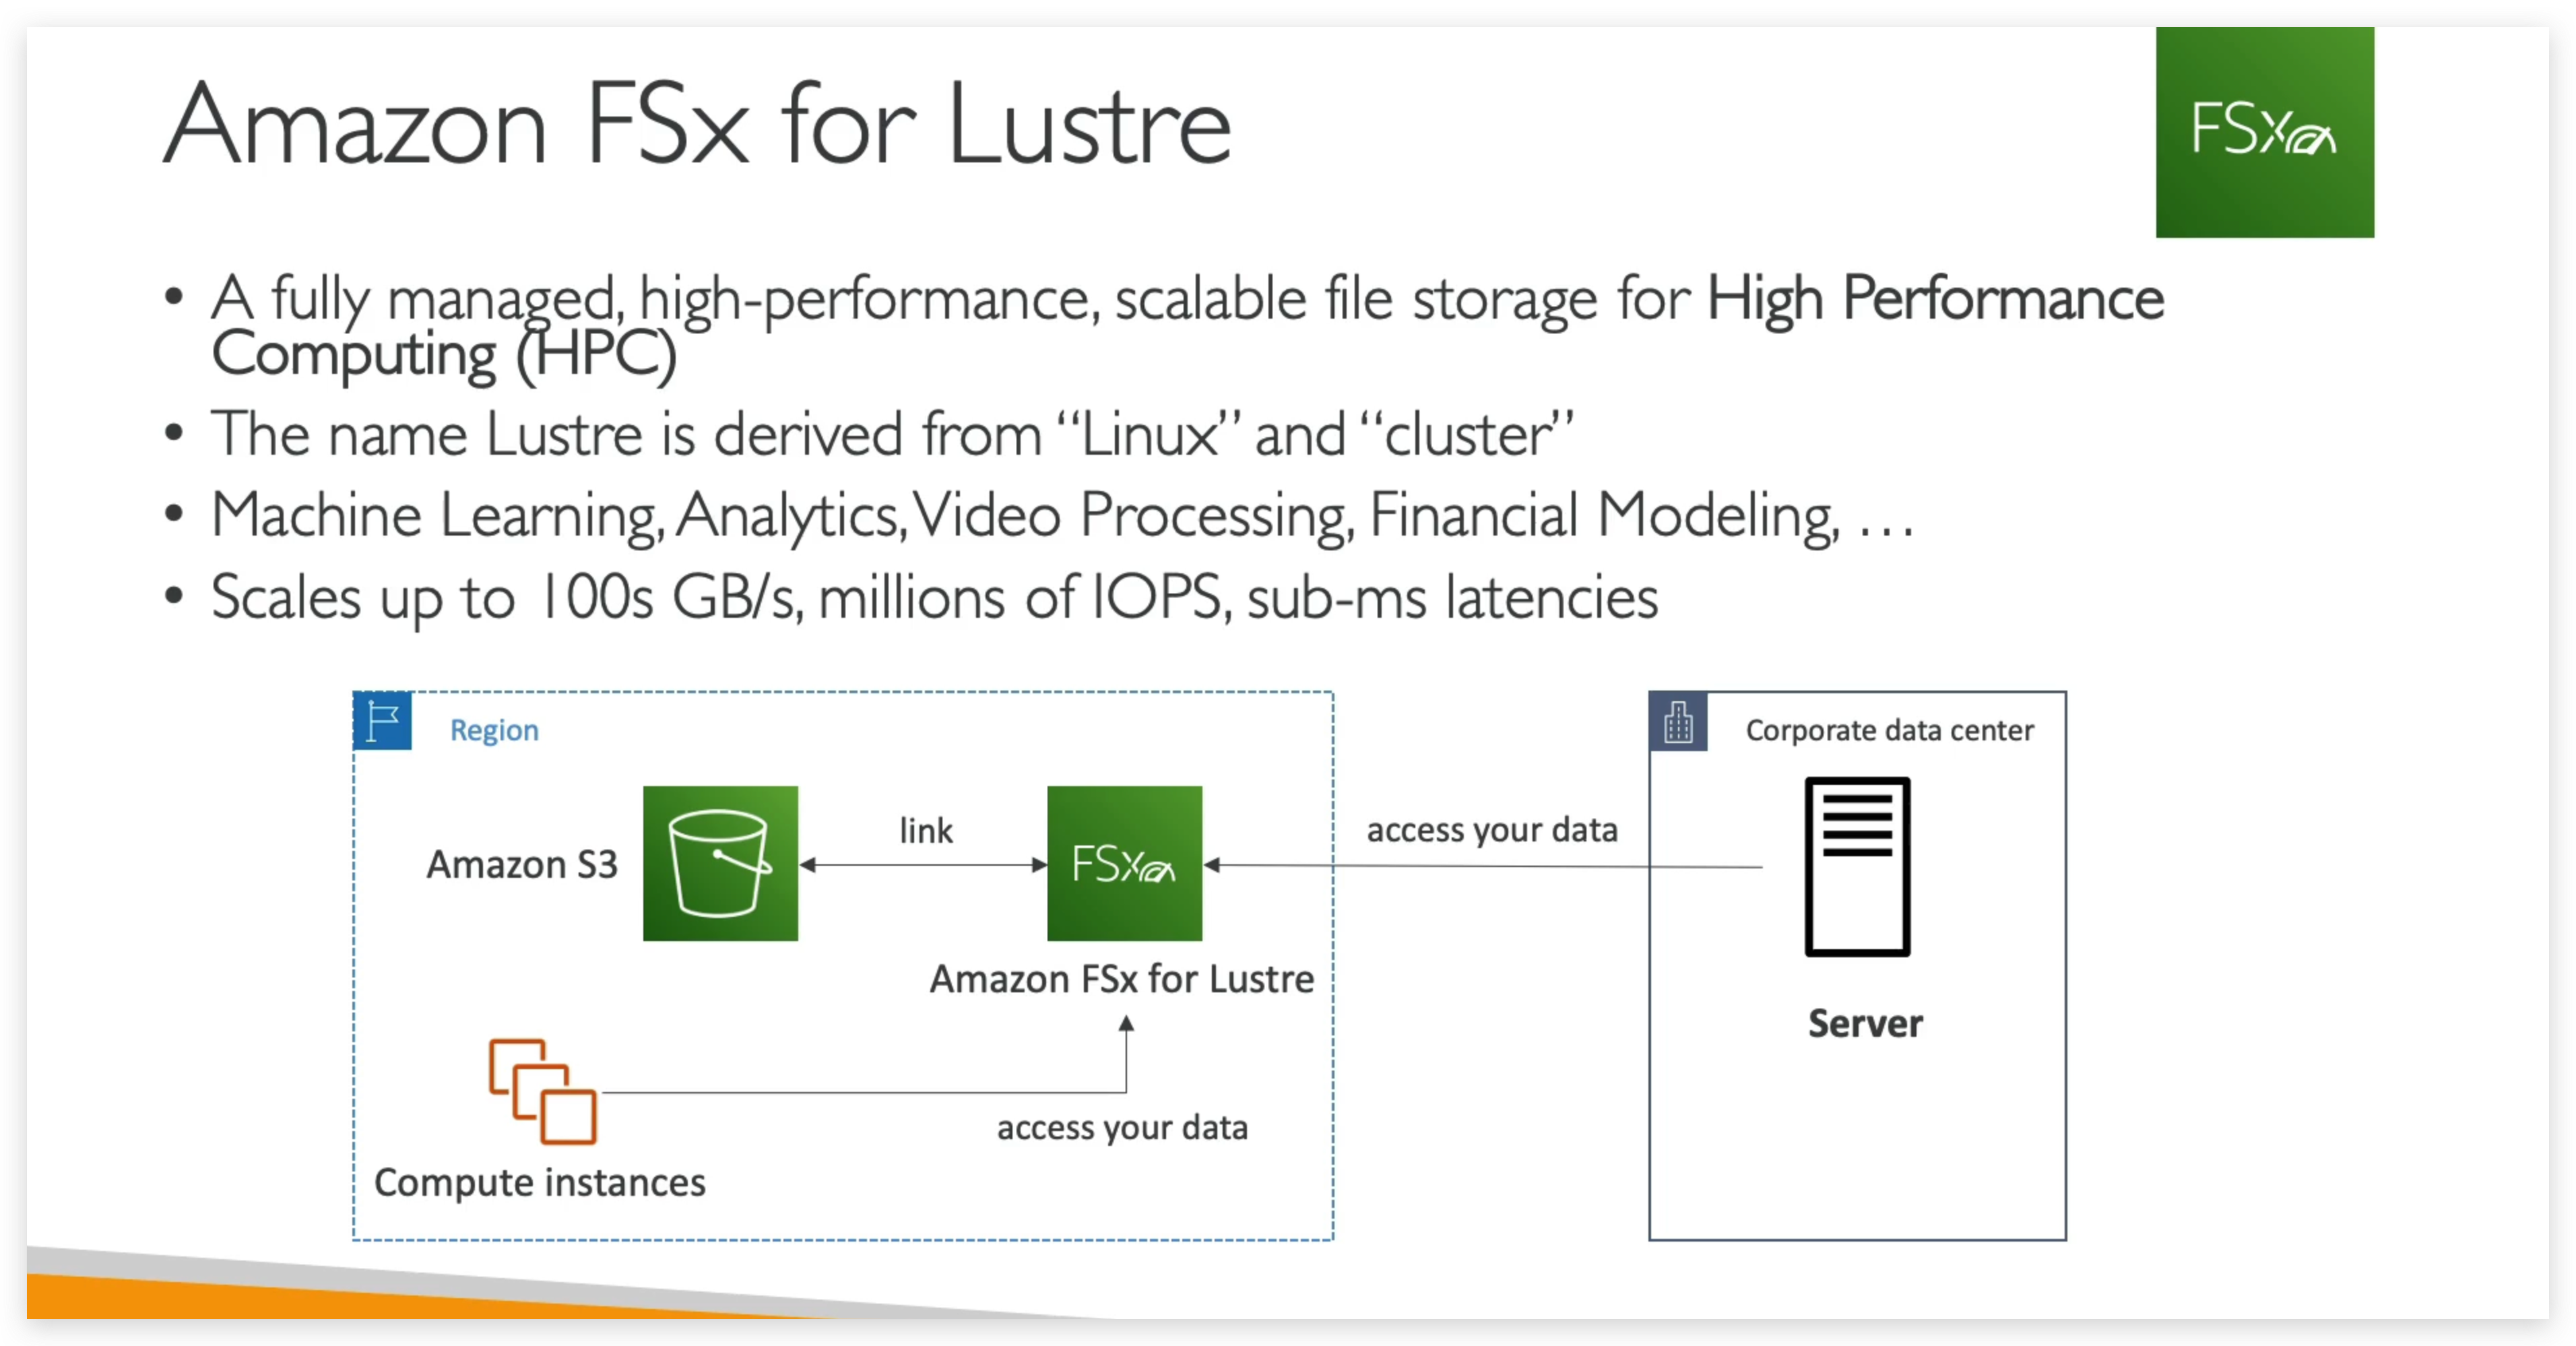 Amazon FSx for Lustre
FSx
• A fully managed, high-performance, scalable file storage for High Performance
Computing (HPC)
• The name Lustre is derived from “Linux” and “cluster”
• Machine Learning, Analytics, Video Processing, Financial Modeling, …
• Scales up to 100s GB/s, millions of IOPS, sub-ms latencies
Region
Corporate data center
Amazon S3
link
FSx
access your data
Amazon FSx for Lustre
Server
access your data
Compute instances